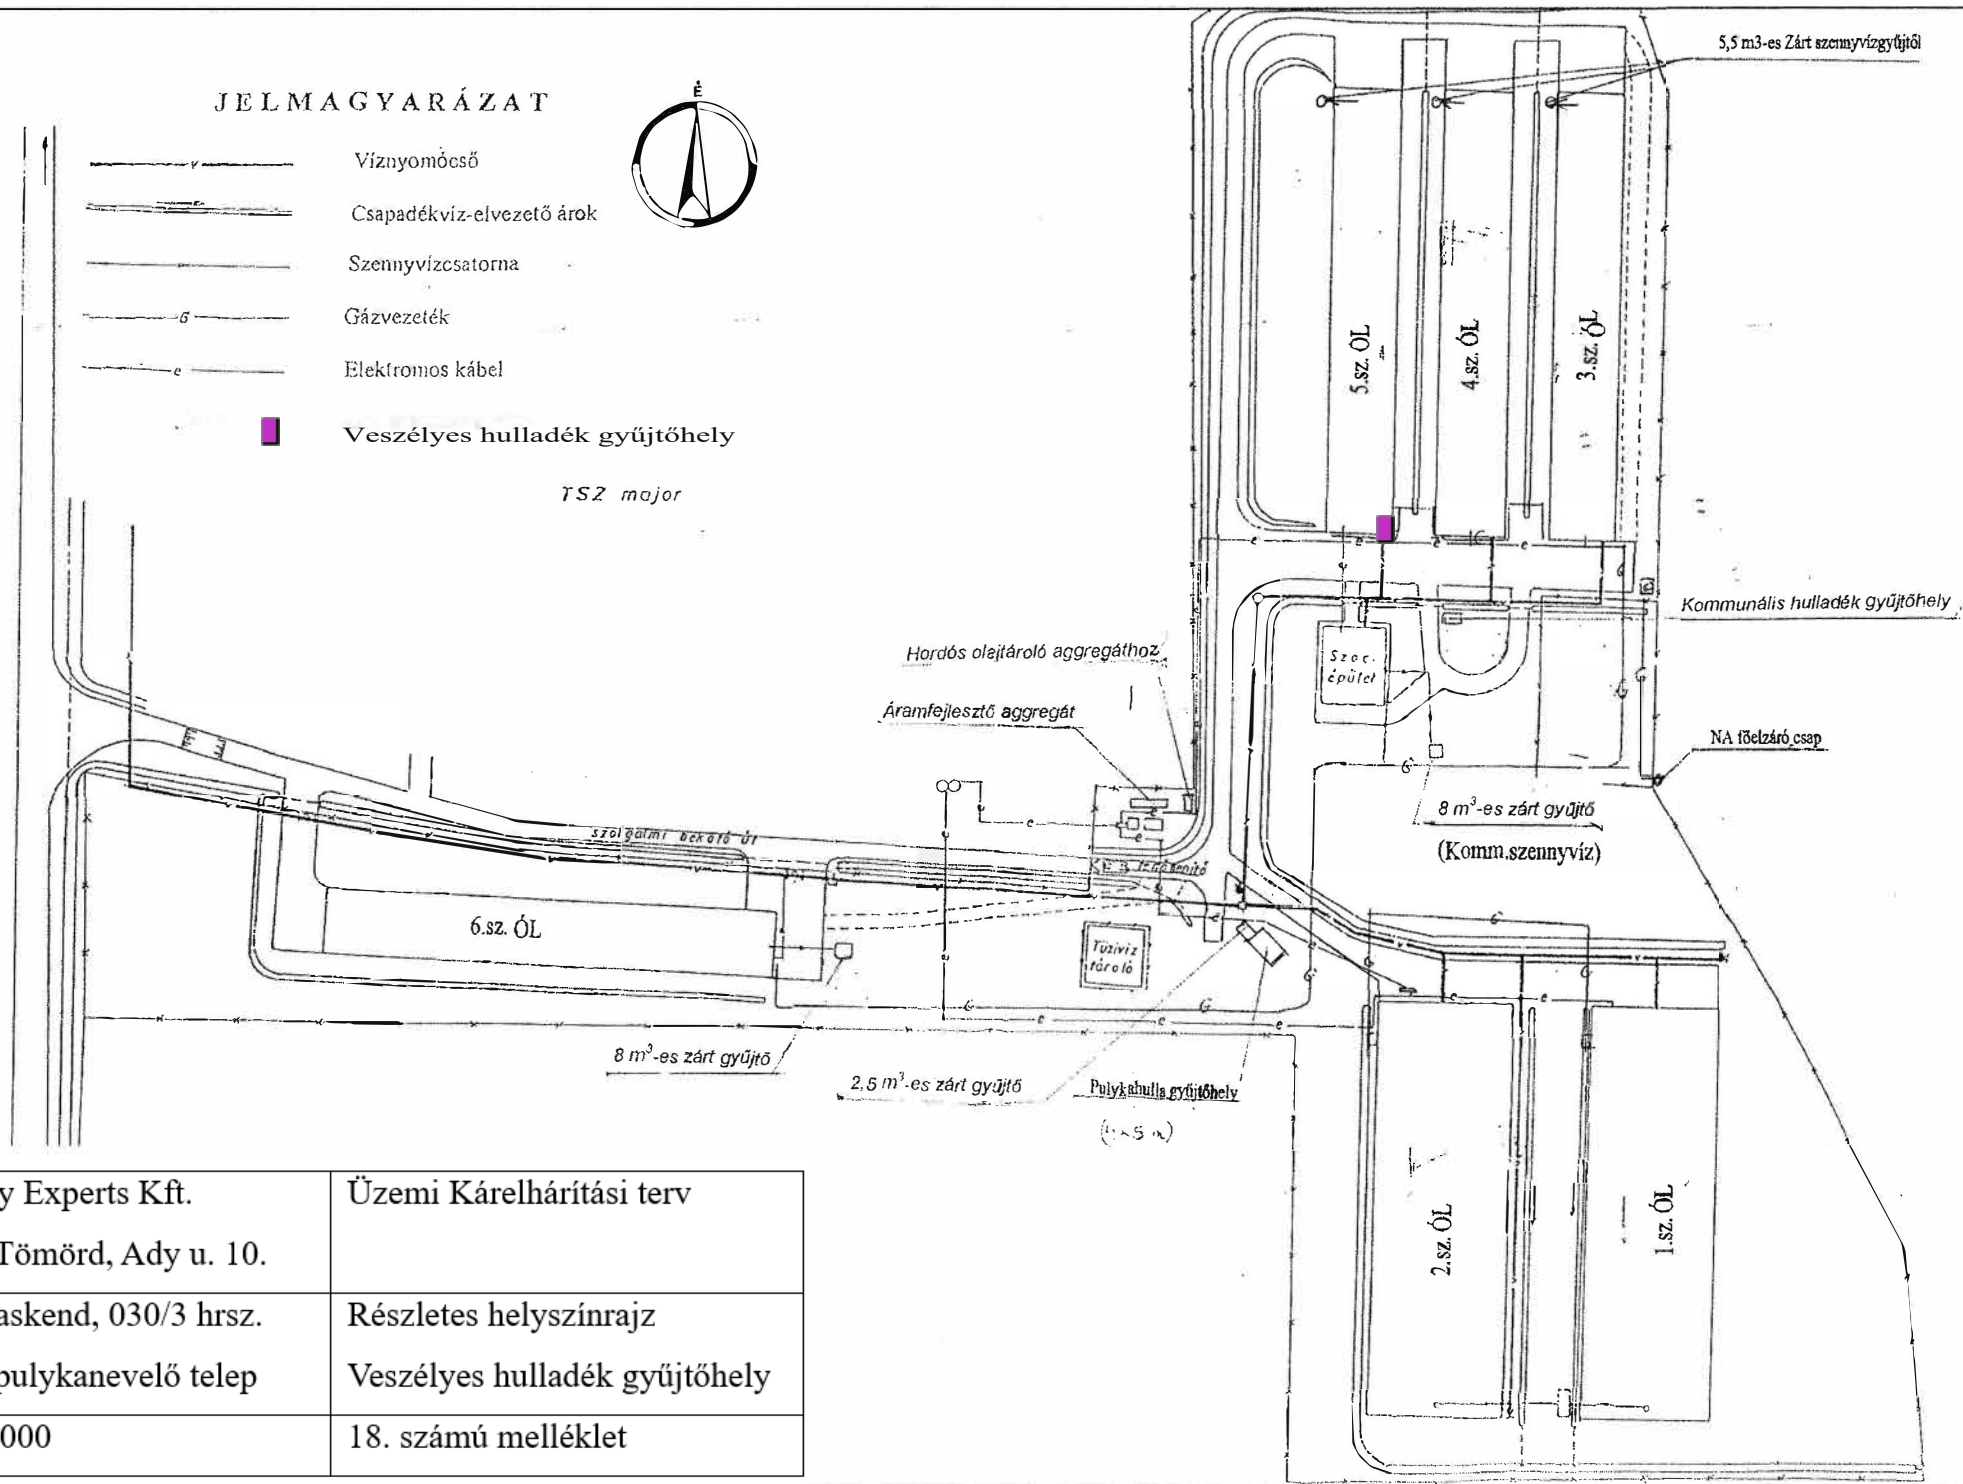 JELMAGYARÁZAT
É
Víznyomócső
Csapadékvíz-elvezető árok
Szennyvízcsatorna
Gázvezeték
Elektromos kábel
Veszélyes hulladék gyűjtőhely
TSZ major
5,5 m3-es Zárt szennyvízgyűjtől
5.sz. ÓL
4.sz. ÓL
3.sz. ÓL
Kommunális hulladék gyűjtőhely
Szoc.
épület
Hordós olajtároló aggregáthoz
Áramfejlesztő aggregát
NA főelzáró csap
8 m³-es zárt gyűjtő
(Komm.szennyvíz)
szolgalmi bekötő út
6.sz. ÓL
Tüzivíz
tároló
8 m³-es zárt gyűjtő
2,5 m³-es zárt gyűjtő
Pulykahulla gyűjtőhely
2.sz. ÓL
1.sz. ÓL
y Experts Kft.
Tömörd, Ady u. 10.
Üzemi Kárelhárítási terv
askend, 030/3 hrsz.
pulykanevelő telep
Részletes helyszínrajz
Veszélyes hulladék gyűjtőhely
000
18. számú melléklet